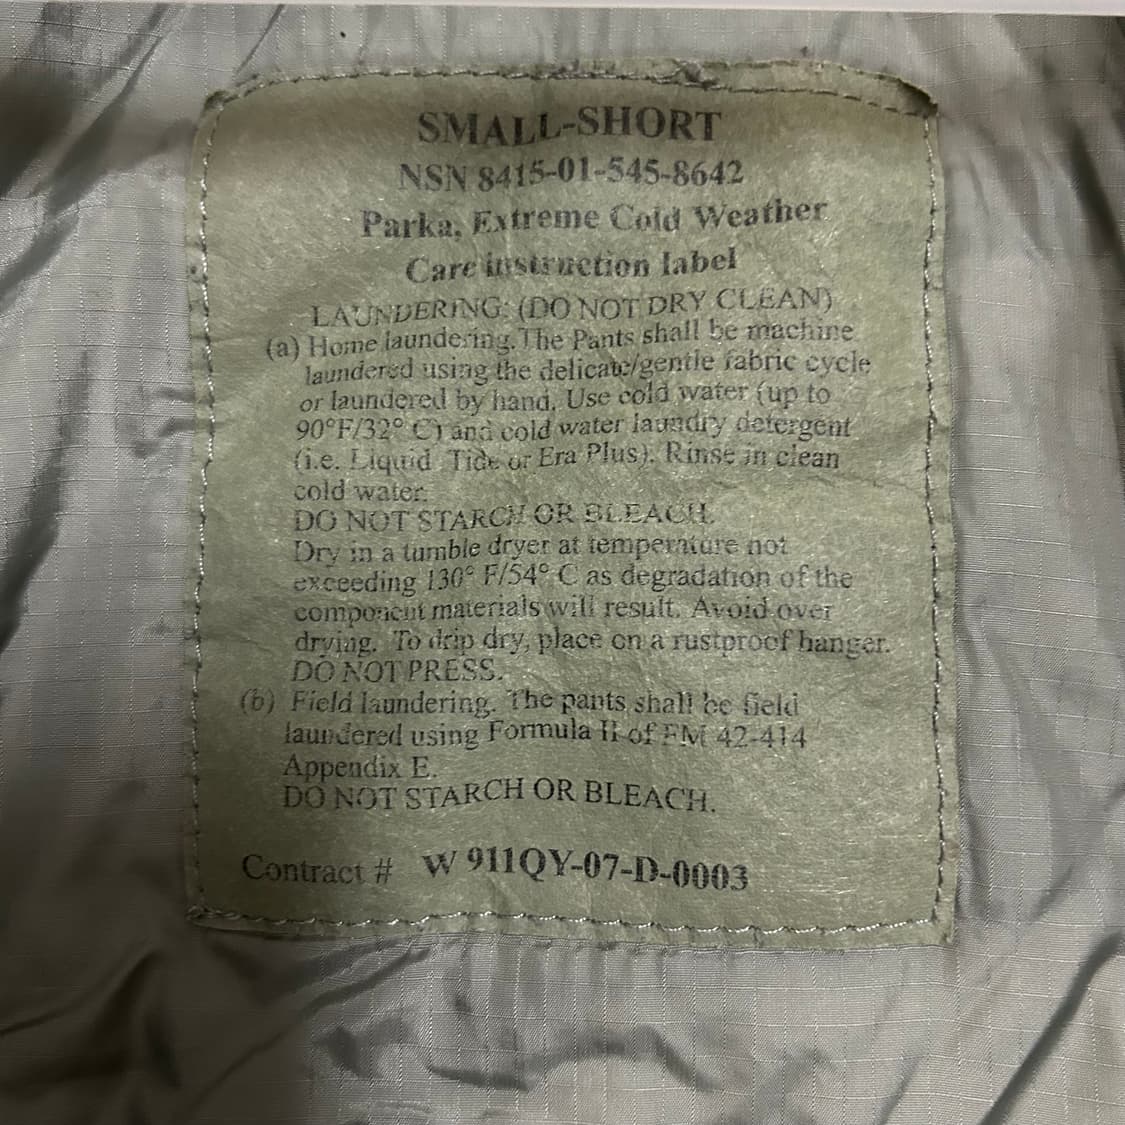 SMALL-SHORT
NSN 8415-01-545-8642
Parka, Extreme Cold Weather
Care instruction label
LAUNDERING: (DO NOT DRY CLEAN)
(a) Home laundering. The Pants shall be machine
laundered using the delicate/gentle fabric cycle
or laundered by hand. Use cold water (up to
90°F/32° C) and cold water laundry detergent
(i.e. Liquid Tide or Era Plus). Rinse in clean
cold water.
DO NOT STARCH OR BLEACH.
Dry in a tumble dryer at temperature not
exceeding 130° F/54° C as degradation of the
component materials will result. Avoid over
drying. To drip dry, place on a rustproof hanger.
DO NOT PRESS.
(b) Field laundering. The pants shall be field
laundered using Formula II of FM 42-414
Appendix E.
DO NOT STARCH OR BLEACH.
Contract # W 911QY-07-D-0003